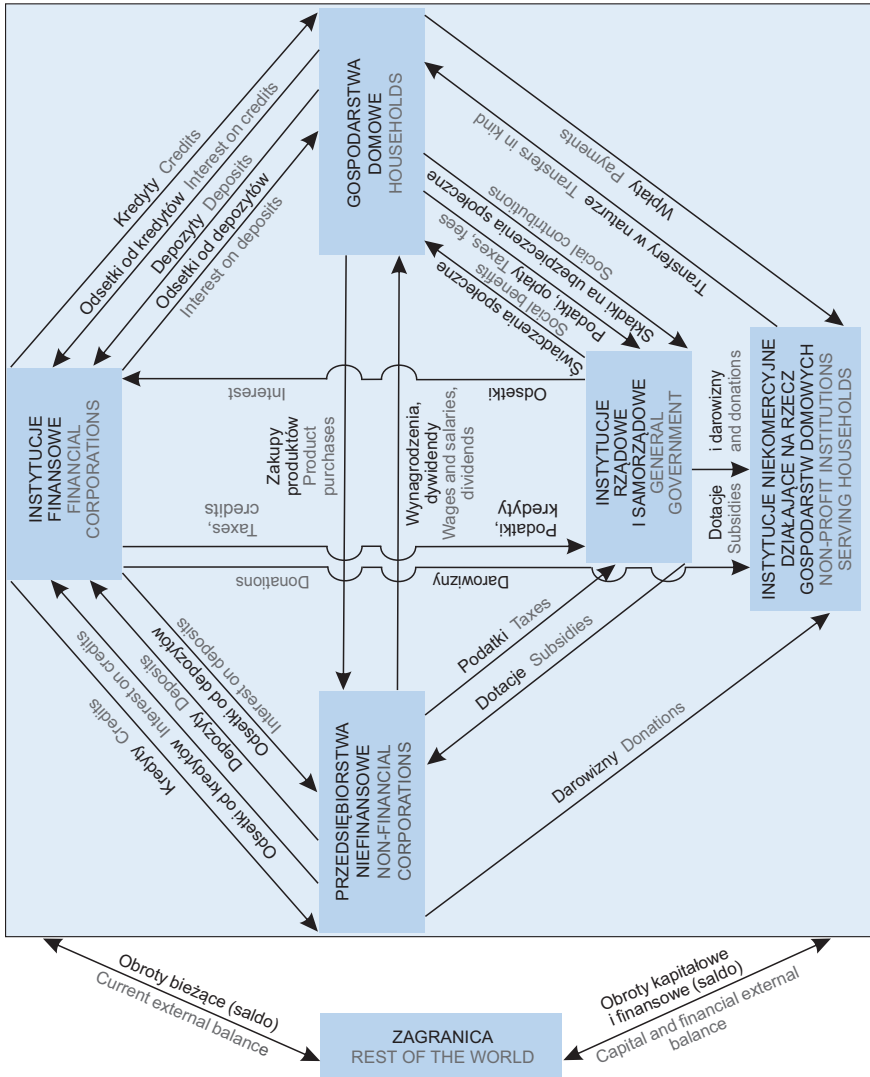 GOSPODARSTWA
DOMOWE
HOUSEHOLDS
Kredyty Credits
Odsetki od kredytów Interest on credits
Depozyty Deposits
Odsetki od depozytów
Interest on deposits
Wpłaty Payments
Transfery w naturze Transfers in kind
Składki na ubezpieczenia społeczne
Social contributions
Podatki, opłaty Taxes, fees
Świadczenia społeczne
Social benefits
INSTYTUCJE
FINANSOWE
FINANCIAL
CORPORATIONS
Odsetki
Interest
Zakupy
produktów
Product
purchases
Wynagrodzenia,
dywidendy
Wages and salaries,
dividends
INSTYTUCJE
RZĄDOWE
I SAMORZĄDOWE
GENERAL
GOVERNMENT
Dotacje i darowizny
Subsidies and donations
INSTYTUCJE NIEKOMERCYJNE
DZIAŁAJĄCE NA RZECZ
GOSPODARSTW DOMOWYCH
NON-PROFIT INSTITUTIONS
SERVING HOUSEHOLDS
Podatki,
kredyty
Taxes,
credits
Darowizny
Donations
Odsetki od depozytów
Interest on deposits
Depozyty Deposits
Odsetki od kredytów Interest on credits
Kredyty Credits
PRZEDSIĘBIORSTWA
NIEFINANSOWE
NON-FINANCIAL
CORPORATIONS
Podatki Taxes
Dotacje Subsidies
Darowizny Donations
Obroty bieżące (saldo)
Current external balance
ZAGRANICA
REST OF THE WORLD
Obroty kapitałowe
i finansowe (saldo)
Capital and financial external
balance